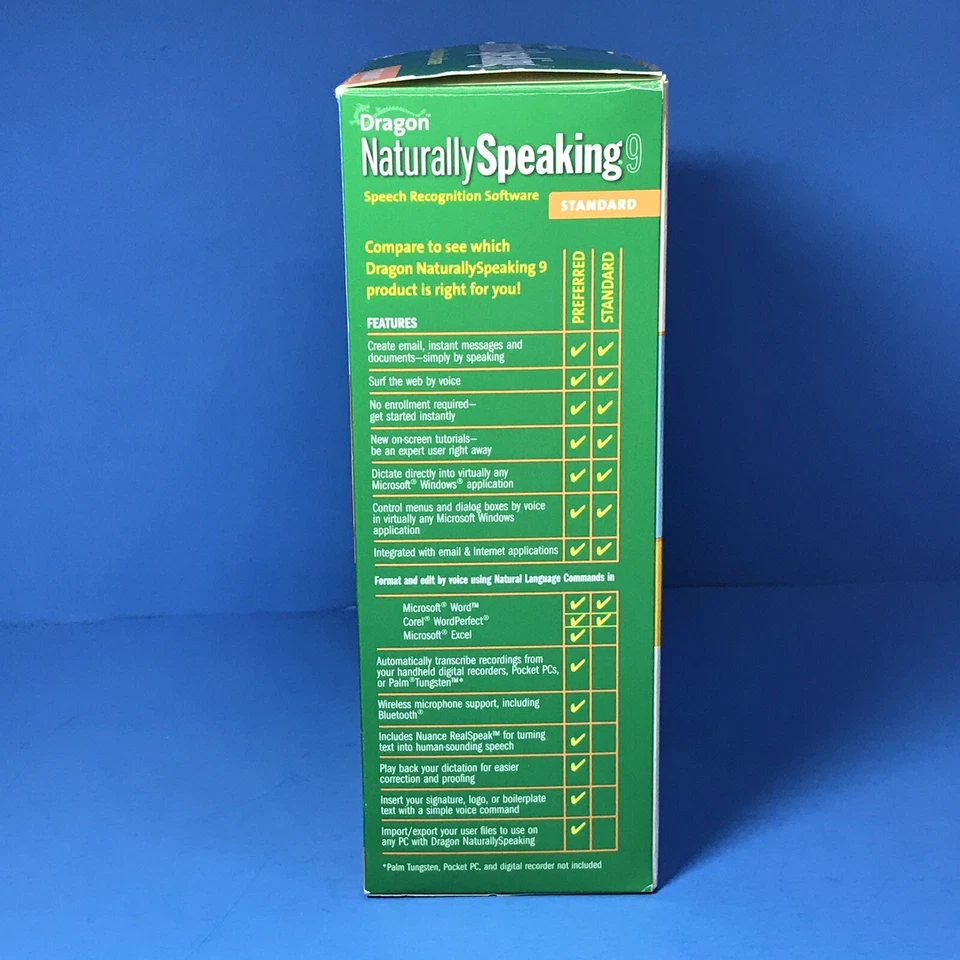 Dragon™
NaturallySpeaking®9
Speech Recognition Software
STANDARD
Compare to see which
Dragon NaturallySpeaking 9
product is right for you!
PREFERRED
STANDARD
FEATURES
Create email, instant messages and
documents—simply by speaking
✓ ✓
Surf the web by voice
✓ ✓
No enrollment required—
get started instantly
✓ ✓
New on-screen tutorials—
be an expert user right away
✓ ✓
Dictate directly into virtually any
Microsoft® Windows® application
✓ ✓
Control menus and dialog boxes by voice
in virtually any Microsoft Windows
application
✓ ✓
Integrated with email & Internet applications ✓ ✓
Format and edit by voice using Natural Language Commands in
Microsoft® Word™ ✓ ✓
Corel® WordPerfect® ✓ ✓
Microsoft® Excel ✓
Automatically transcribe recordings from
your handheld digital recorders, Pocket PCs,
or Palm®Tungsten™*
✓
Wireless microphone support, including
Bluetooth®
✓
Includes Nuance RealSpeak™ for turning
text into human-sounding speech
✓
Play back your dictation for easier
correction and proofing
✓
Insert your signature, logo, or boilerplate
text with a simple voice command
✓
Import/export your user files to use on
any PC with Dragon NaturallySpeaking
✓
*Palm Tungsten, Pocket PC, and digital recorder not included